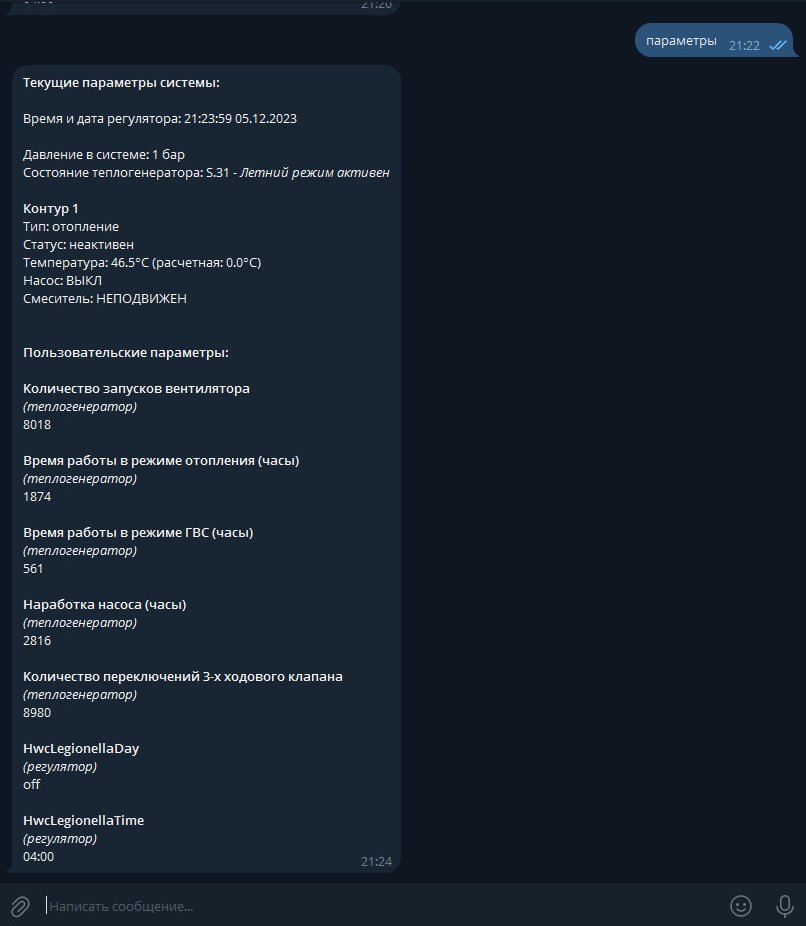 21:20
параметры 21:22
Текущие параметры системы:
Время и дата регулятора: 21:23:59 05.12.2023
Давление в системе: 1 бар
Состояние теплогенератора: S.31 - Летний режим активен
Контур 1
Тип: отопление
Статус: неактивен
Температура: 46.5°C (расчетная: 0.0°C)
Насос: ВЫКЛ
Смеситель: НЕПОДВИЖЕН
Пользовательские параметры:
Количество запусков вентилятора
(теплогенератор)
8018
Время работы в режиме отопления (часы)
(теплогенератор)
1874
Время работы в режиме ГВС (часы)
(теплогенератор)
561
Наработка насоса (часы)
(теплогенератор)
2816
Количество переключений 3-х ходового клапана
(теплогенератор)
8980
HwcLegionellaDay
(регулятор)
off
HwcLegionellaTime
(регулятор)
04:00
21:24
Написать сообщение...